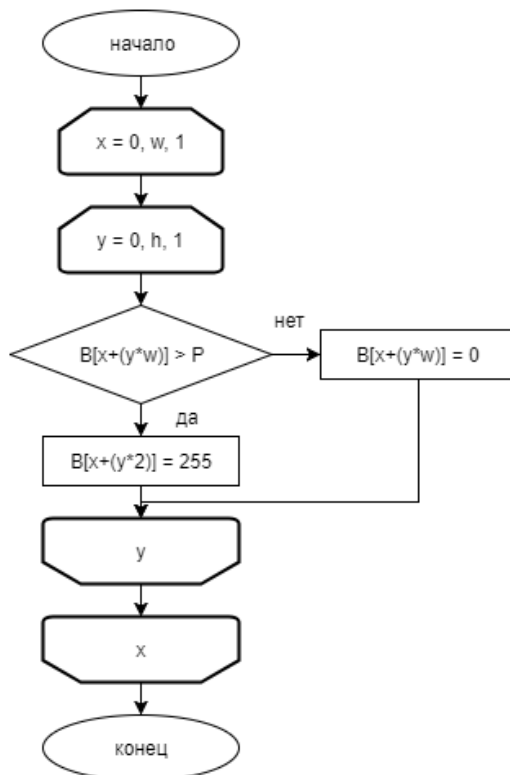 начало
x = 0, w, 1
y = 0, h, 1
B[x+(y*w)] > P
нет
B[x+(y*w)] = 0
да
B[x+(y*2)] = 255
y
x
конец